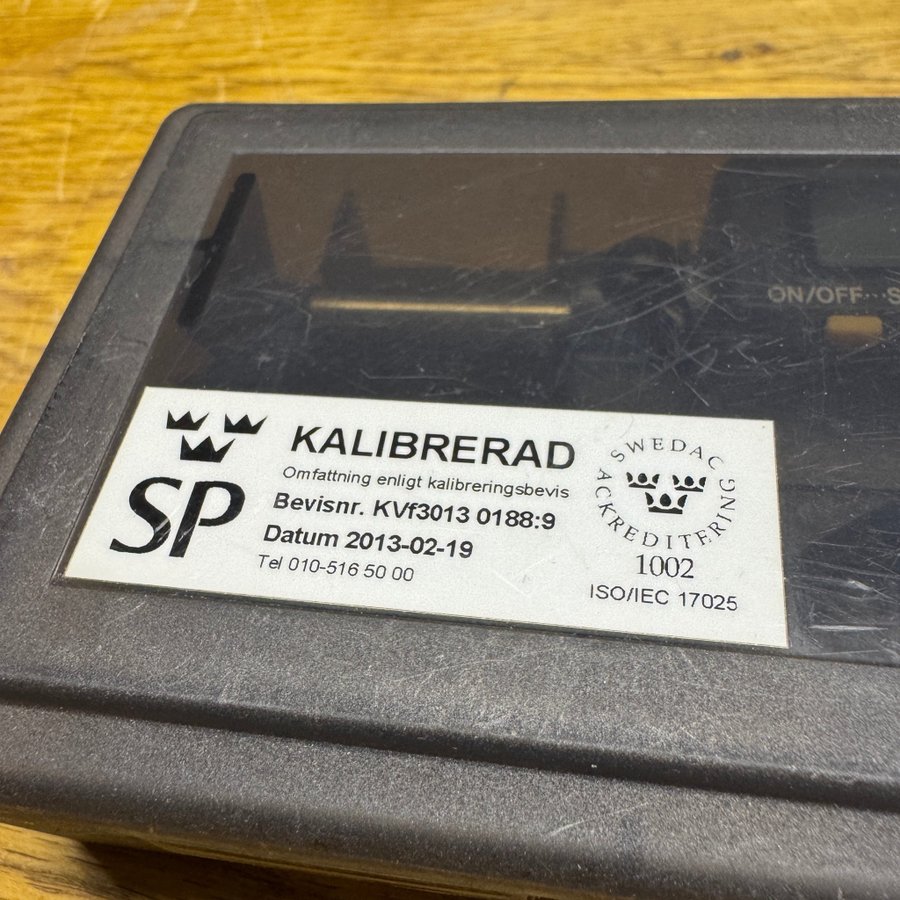 ON/OFF
SP
KALIBRERAD
Omfattning enligt kalibreringsbevis
Bevisnr. KVf3013 0188:9
Datum 2013-02-19
Tel 010-516 50 00
SWEDAC ACKREDITERING
1002
ISO/IEC 17025